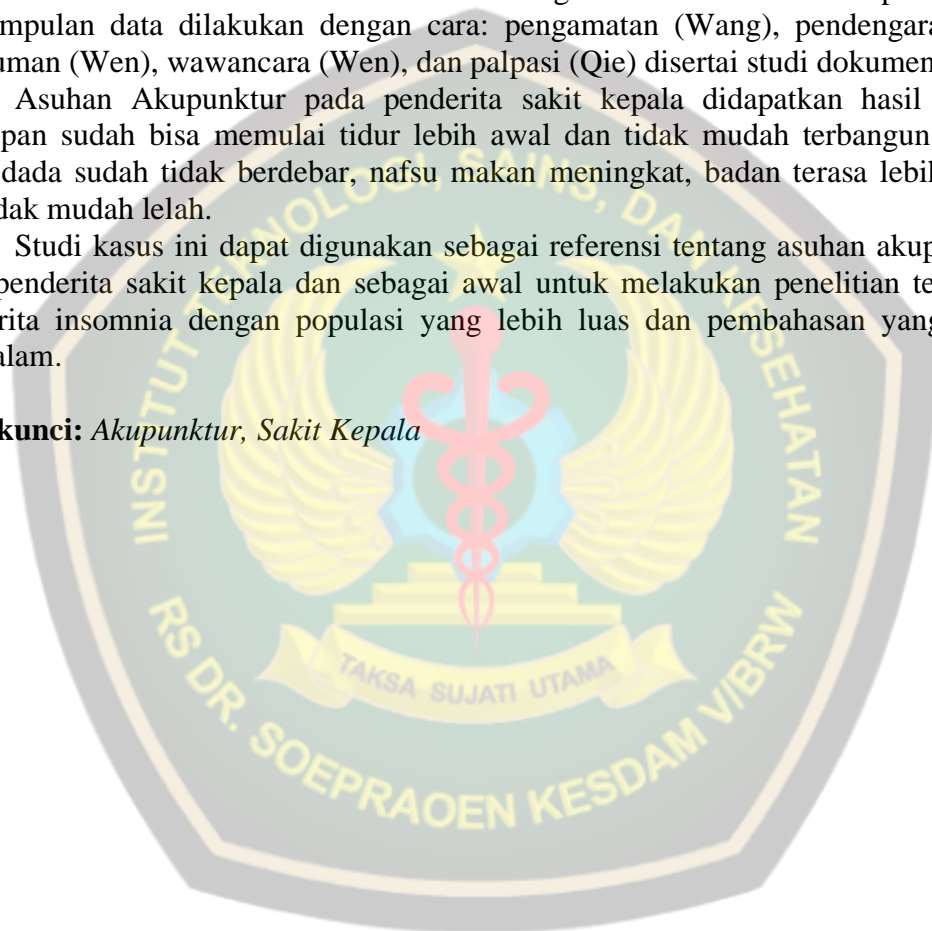 mpulan data dilakukan dengan cara: pengamatan (Wang), pendengara
uman (Wen), wawancara (Wen), dan palpasi (Qie) disertai studi dokumen
Asuhan Akupunktur pada penderita sakit kepala didapatkan hasil
pan sudah bisa memulai tidur lebih awal dan tidak mudah terbangun
dada sudah tidak berdebar, nafsu makan meningkat, badan terasa lebih
dak mudah lelah.
Studi kasus ini dapat digunakan sebagai referensi tentang asuhan akup
penderita sakit kepala dan sebagai awal untuk melakukan penelitian te
rita insomnia dengan populasi yang lebih luas dan pembahasan yang
alam.
kunci: Akupunktur, Sakit Kepala
INSTITUT TEKNOLOGI, SAINS, DAN KESEHATAN
TAKSA SUJATI UTAMA
RS DR. SOEPRAOEN KESDAM V/BRW